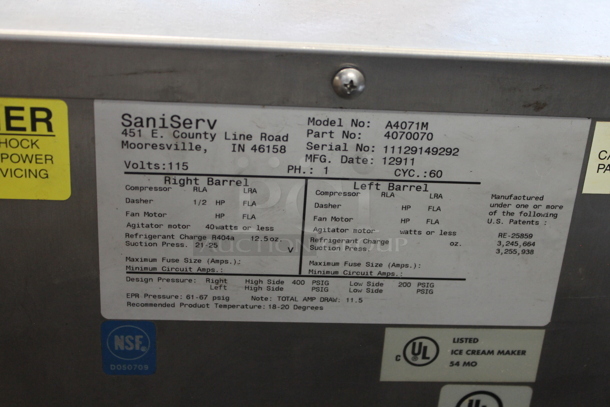 ER
HOCK
POWER
VICING
SaniServ
451 E. County Line Road
Mooresville, IN 46158
Model No: A4071M
Part No: 4070070
Serial No: 11129149292
MFG. Date: 12911
Volts:115 PH.: 1 CYC.:60
Right Barrel
Compressor RLA LRA
Dasher 1/2 HP FLA
Fan Motor HP FLA
Agitator motor 40watts or less
Refrigerant Charge R404a 12.5oz
Suction Press. 21-25 V
Maximum Fuse Size (Amps).:
Minimum Circuit Amps.:
Left Barrel
Compressor RLA LRA
Dasher HP FLA
Fan Motor HP FLA
Agitator motor watts or less
Refrigerant Charge oz.
Suction Press.
Maximum Fuse Size (Amps).:
Minimum Circuit Amps.:
Manufactured
under one or more
of the following
U.S. Patents :
RE-25859
3,245,664
3,255,938
Design Pressure: Right High Side 400 PSIG Low Side 200 PSIG
Left High Side PSIG Low Side PSIG
EPR Pressure: 61-67 psig Note: TOTAL AMP DRAW: 11.5
Recommended Product Temperature:18-20 Degrees
NSF.
0050709
C UL
LISTED
ICE CREAM MAKER
54 MO
UL
CA
PA